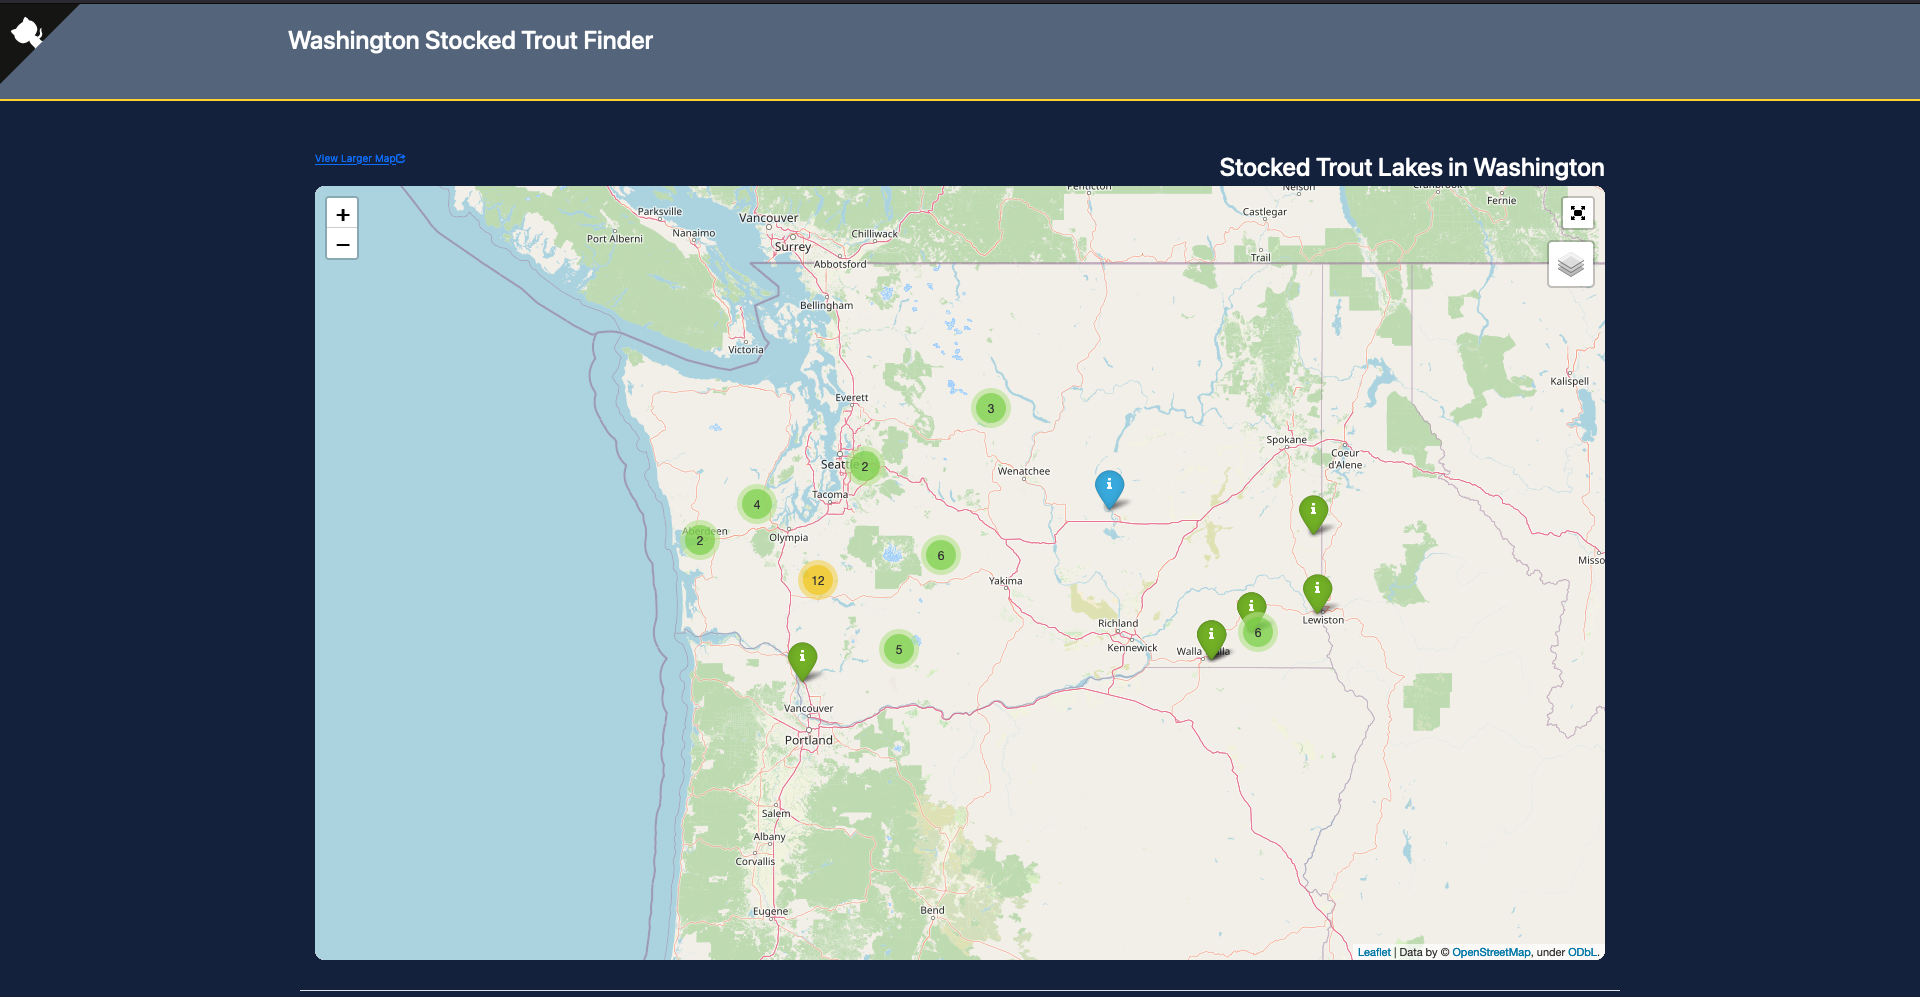 Washington Stocked Trout Finder
View Larger Map
Stocked Trout Lakes in Washington
+
−
Penticton
Nelson
Cranbrook
Fernie
Parksville
Vancouver
Castlegar
Nanaimo
Port Alberni
Chilliwack
Surrey
Abbotsford
Trail
Bellingham
Victoria
Kalispell
Everett
3
Spokane
Coeur
d'Alene
Seattle
2
Wenatchee
i
Tacoma
4
i
Aberdeen
2
Olympia
6
Misso
12
Yakima
i
i
Lewiston
Richland
6
i
Kennewick
Walla Walla
5
i
Vancouver
Portland
Salem
Albany
Corvallis
Eugene
Bend
Leaflet | Data by © OpenStreetMap, under ODbL.